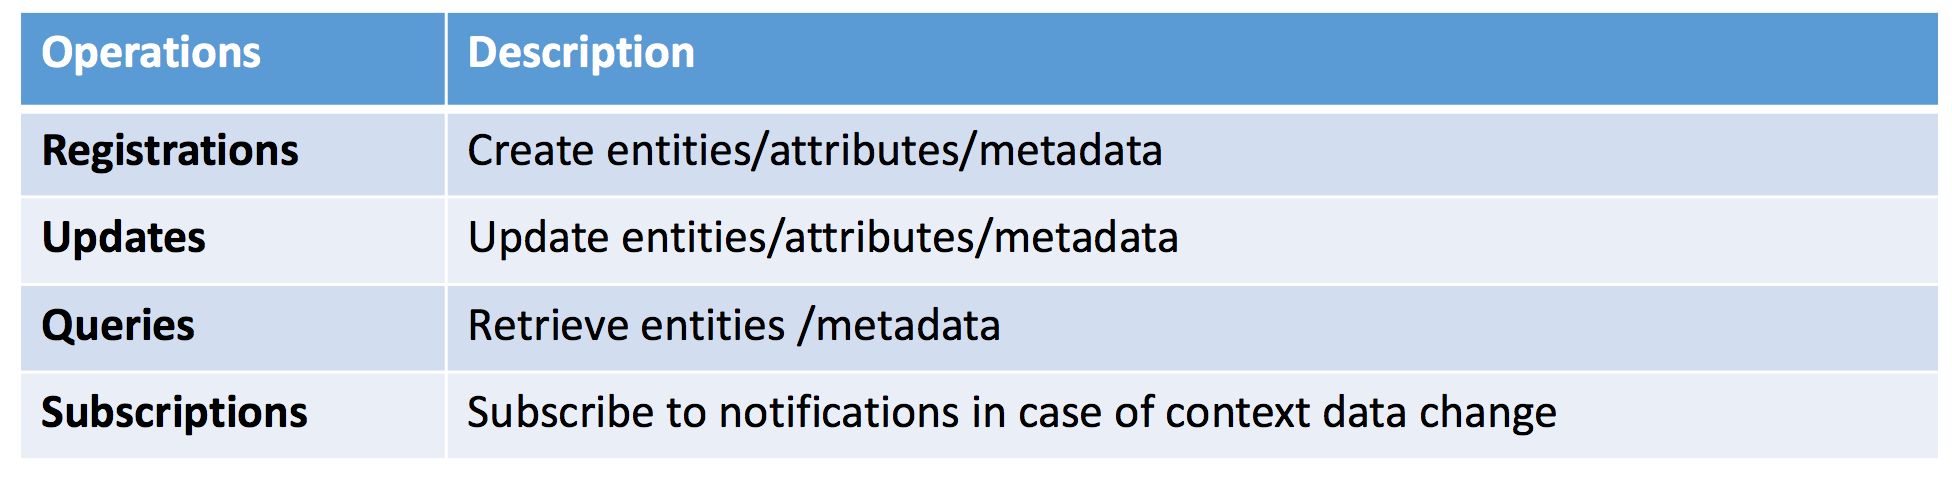 Operations Description
Registrations Create entities/attributes/metadata
Updates Update entities/attributes/metadata
Queries Retrieve entities /metadata
Subscriptions Subscribe to notifications in case of context data change